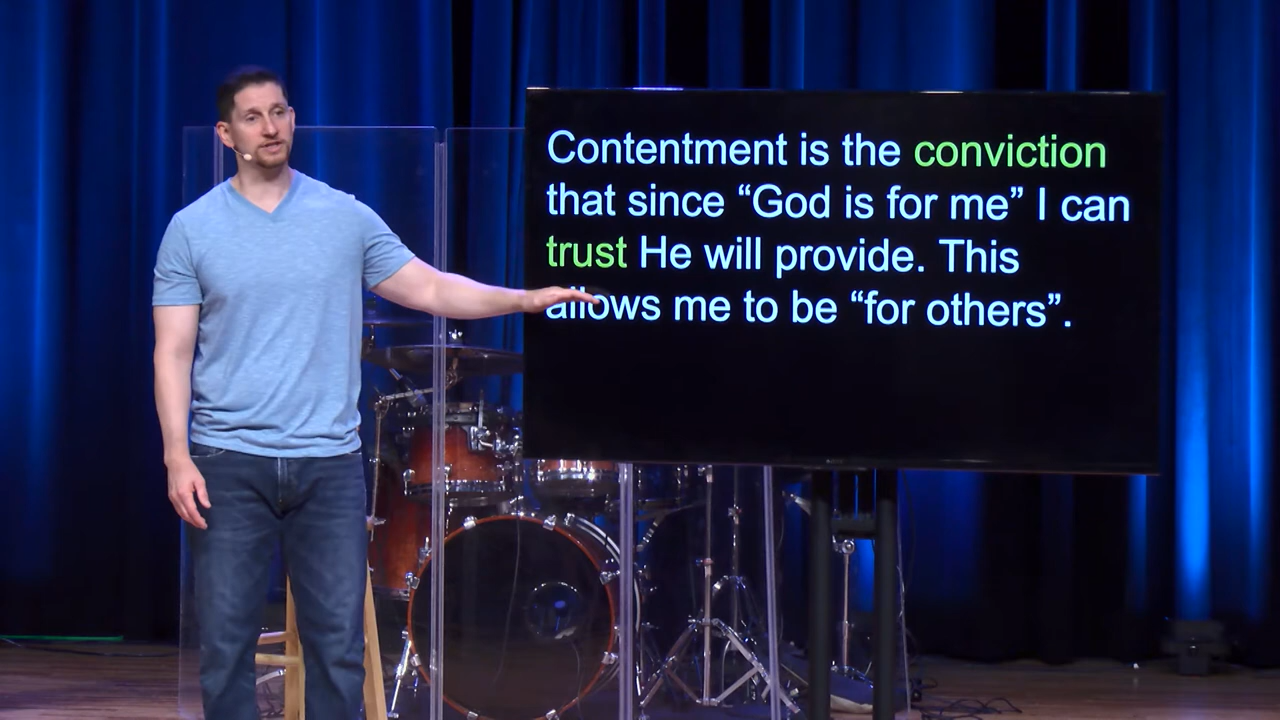 Contentment is the conviction
that since “God is for me” I can
trust He will provide. This
allows me to be “for others”.